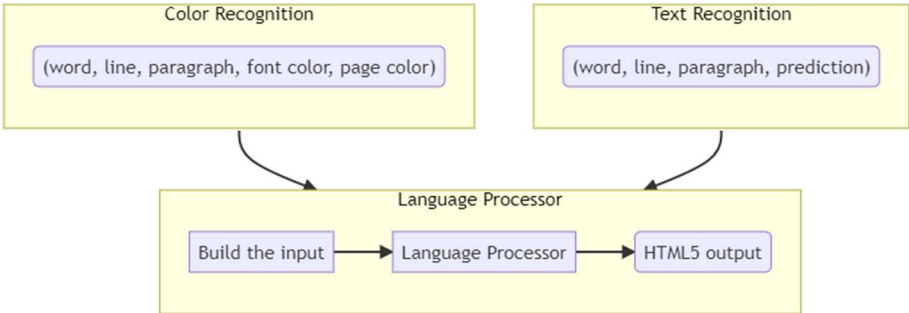 Color Recognition
(word, line, paragraph, font color, page color)
Text Recognition
(word, line, paragraph, prediction)
Language Processor
Build the input
Language Processor
HTML5 output